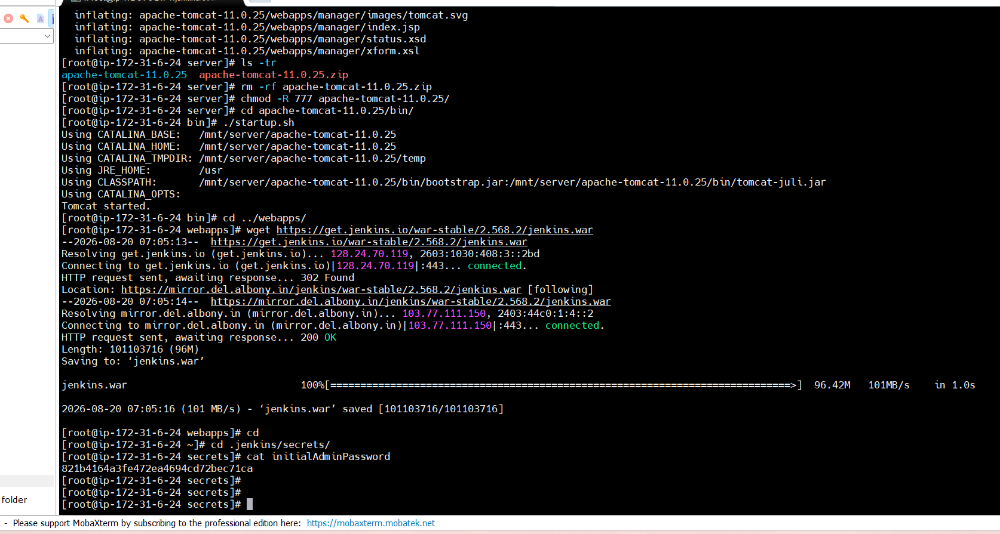 inflating: apache-tomcat-11.0.25/webapps/manager/images/tomcat.svg
inflating: apache-tomcat-11.0.25/webapps/manager/index.jsp
inflating: apache-tomcat-11.0.25/webapps/manager/status.xsd
inflating: apache-tomcat-11.0.25/webapps/manager/xform.xsl
[root@ip-172-31-6-24 server]# ls -tr
apache-tomcat-11.0.25  apache-tomcat-11.0.25.zip
[root@ip-172-31-6-24 server]# rm -rf apache-tomcat-11.0.25.zip
[root@ip-172-31-6-24 server]# chmod -R 777 apache-tomcat-11.0.25/
[root@ip-172-31-6-24 server]# cd apache-tomcat-11.0.25/bin/
[root@ip-172-31-6-24 bin]# ./startup.sh
Using CATALINA_BASE:   /mnt/server/apache-tomcat-11.0.25
Using CATALINA_HOME:   /mnt/server/apache-tomcat-11.0.25
Using CATALINA_TMPDIR: /mnt/server/apache-tomcat-11.0.25/temp
Using JRE_HOME:        /usr
Using CLASSPATH:       /mnt/server/apache-tomcat-11.0.25/bin/bootstrap.jar:/mnt/server/apache-tomcat-11.0.25/bin/tomcat-juli.jar
Using CATALINA_OPTS:
Tomcat started.
[root@ip-172-31-6-24 bin]# cd ../webapps/
[root@ip-172-31-6-24 webapps]# wget https://get.jenkins.io/war-stable/2.568.2/jenkins.war
--2026-08-20 07:05:13--  https://get.jenkins.io/war-stable/2.568.2/jenkins.war
Resolving get.jenkins.io (get.jenkins.io)... 128.24.70.119, 2603:1030:408:3::2bd
Connecting to get.jenkins.io (get.jenkins.io)|128.24.70.119|:443... connected.
HTTP request sent, awaiting response... 302 Found
Location: https://mirror.del.albony.in/jenkins/war-stable/2.568.2/jenkins.war [following]
--2026-08-20 07:05:14--  https://mirror.del.albony.in/jenkins/war-stable/2.568.2/jenkins.war
Resolving mirror.del.albony.in (mirror.del.albony.in)... 103.77.111.150, 2403:44c0:1:4::2
Connecting to mirror.del.albony.in (mirror.del.albony.in)|103.77.111.150|:443... connected.
HTTP request sent, awaiting response... 200 OK
Length: 101103716 (96M)
Saving to: ‘jenkins.war’
jenkins.war                             100%[=============================================================================>]  96.42M   101MB/s    in 1.0s
2026-08-20 07:05:16 (101 MB/s) - ‘jenkins.war’ saved [101103716/101103716]
[root@ip-172-31-6-24 webapps]# cd
[root@ip-172-31-6-24 ~]# cd .jenkins/secrets/
[root@ip-172-31-6-24 secrets]# cat initialAdminPassword
821b4164a3fe472ea4694cd72bec71ca
[root@ip-172-31-6-24 secrets]#
[root@ip-172-31-6-24 secrets]#
[root@ip-172-31-6-24 secrets]#
folder
- Please support MobaXterm by subscribing to the professional edition here: https://mobaxterm.mobatek.net